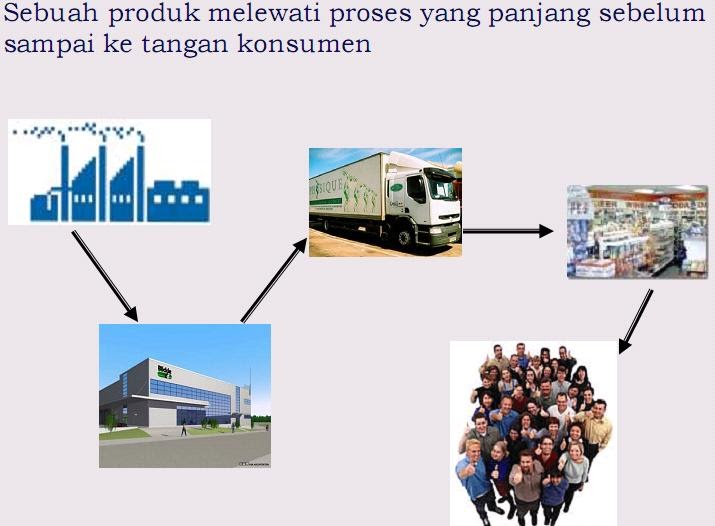 Sebuah produk melewati proses yang panjang sebelum
sampai ke tangan konsumen